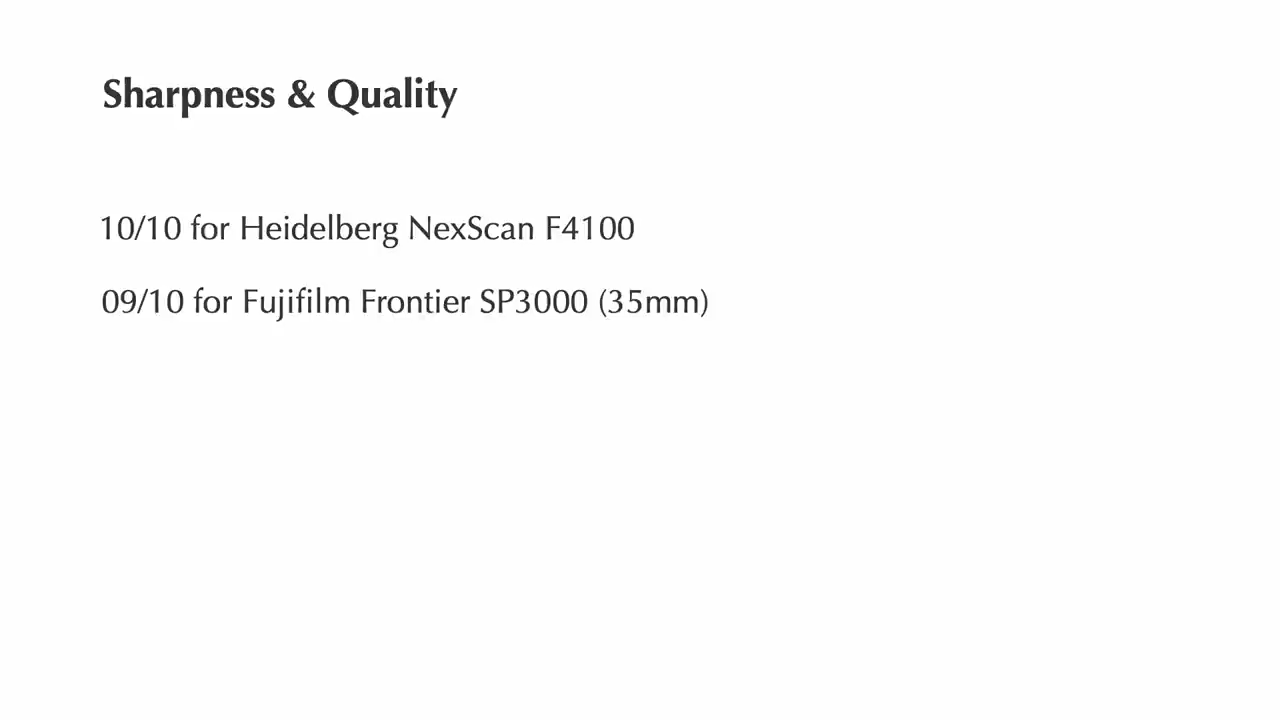 Sharpness & Quality
10/10 for Heidelberg NexScan F4100
09/10 for Fujifilm Frontier SP3000 (35mm)